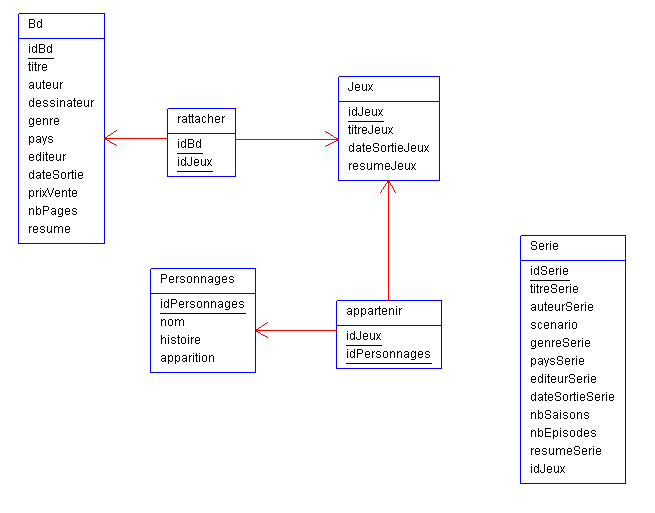 Bd
idBd
titre
auteur
dessinateur
genre
pays
editeur
dateSortie
prixVente
nbPages
resume
rattacher
idBd
idJeux
Jeux
idJeux
titreJeux
dateSortieJeux
resumeJeux
Personnages
idPersonnages
nom
histoire
apparition
appartenir
idJeux
idPersonnages
Serie
idSerie
titreSerie
auteurSerie
scenario
genreSerie
paysSerie
editeurSerie
dateSortieSerie
nbSaisons
nbEpisodes
resumeSerie
idJeux